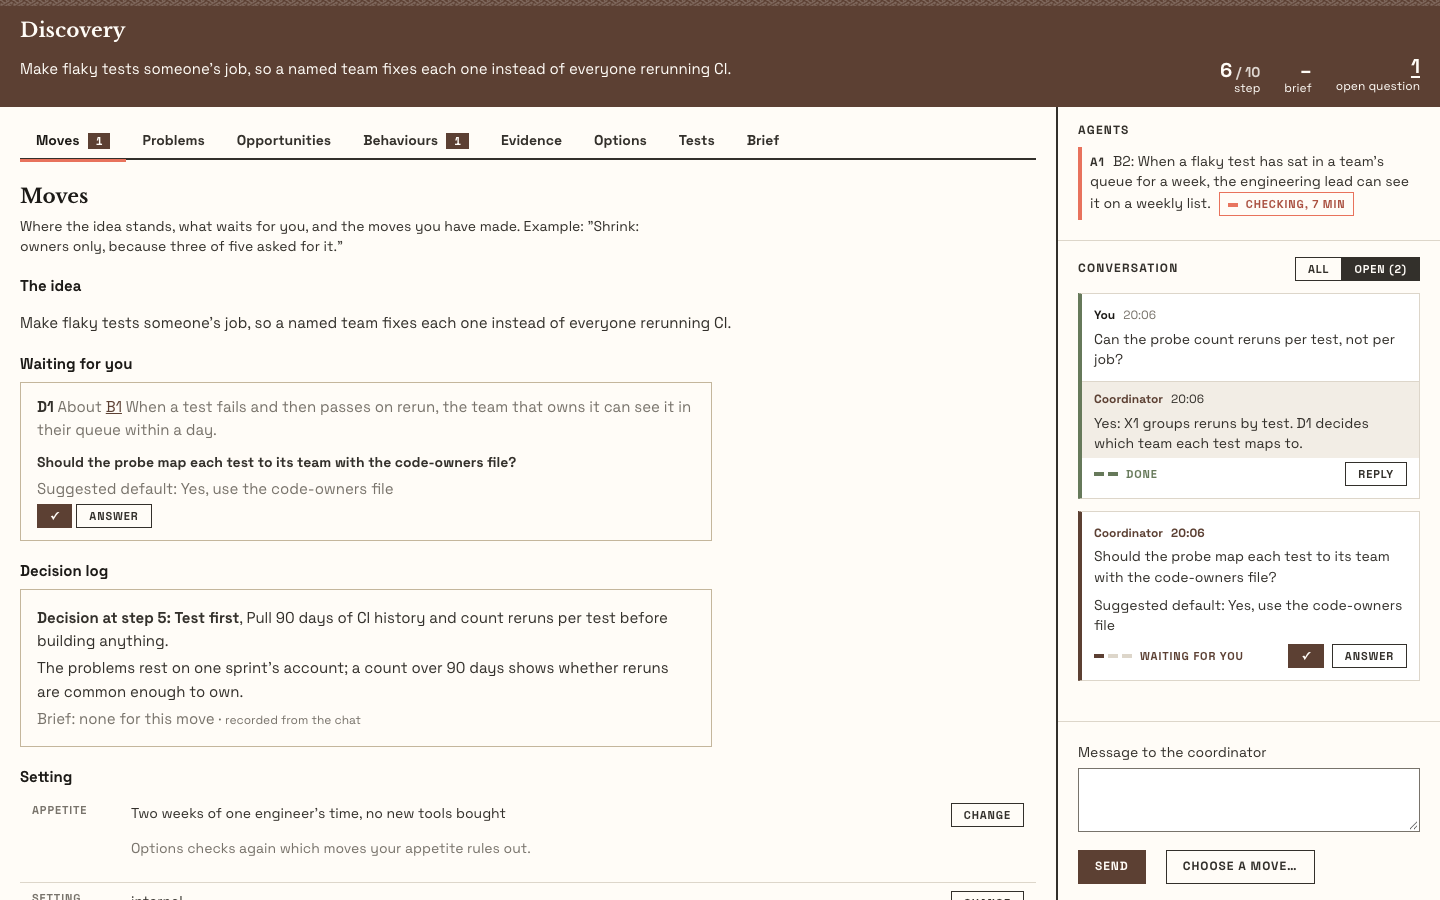 Discovery
Make flaky tests someone's job, so a named team fixes each one instead of everyone rerunning CI.
6 / 10
step
–
brief
1
open question
Moves 1
Problems
Opportunities
Behaviours 1
Evidence
Options
Tests
Brief
Moves
Where the idea stands, what waits for you, and the moves you have made. Example: "Shrink:
owners only, because three of five asked for it."
The idea
Make flaky tests someone's job, so a named team fixes each one instead of everyone rerunning CI.
Waiting for you
D1 About B1 When a test fails and then passes on rerun, the team that owns it can see it in
their queue within a day.
Should the probe map each test to its team with the code-owners file?
Suggested default: Yes, use the code-owners file
✓ ANSWER
Decision log
Decision at step 5: Test first, Pull 90 days of CI history and count reruns per test before
building anything.
The problems rest on one sprint's account; a count over 90 days shows whether reruns
are common enough to own.
Brief: none for this move · recorded from the chat
Setting
APPETITE
Two weeks of one engineer's time, no new tools bought
CHANGE
Options checks again which moves your appetite rules out.
SETTING
internal
CHANGE
AGENTS
A1 B2: When a flaky test has sat in a team's
queue for a week, the engineering lead can see
it on a weekly list. CHECKING, 7 MIN
CONVERSATION
ALL
OPEN (2)
You 20:06
Can the probe count reruns per test, not per
job?
Coordinator 20:06
Yes: X1 groups reruns by test. D1 decides
which team each test maps to.
DONE
REPLY
Coordinator 20:06
Should the probe map each test to its team
with the code-owners file?
Suggested default: Yes, use the code-owners
file
WAITING FOR YOU
✓ ANSWER
Message to the coordinator
SEND
CHOOSE A MOVE…